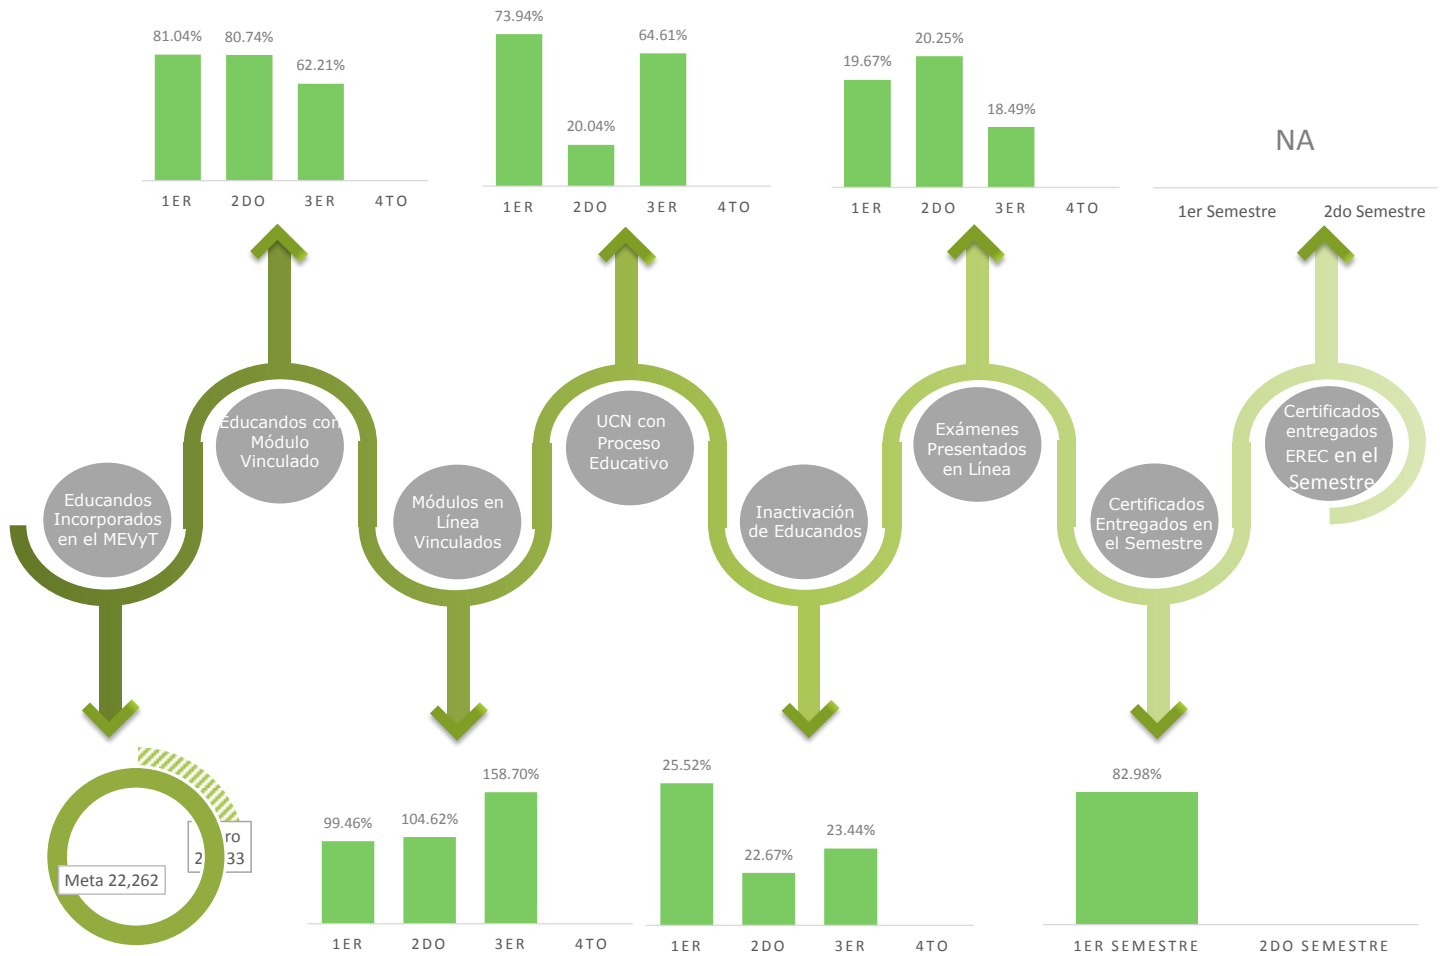 81.04%
80.74%
62.21%
1ER 2DO 3ER 4TO
73.94%
20.04%
64.61%
1ER 2DO 3ER 4TO
19.67%
20.25%
18.49%
1ER 2DO 3ER 4TO
NA
1er Semestre 2do Semestre
Educandos Incorporados en el MEVyT
Educandos con
Módulo
Vinculado
Módulos en
Línea
Vinculados
UCN con
Proceso
Educativo
Inactivación
de Educandos
Exámenes
Presentados
en Línea
Certificados
Entregados en
el Semestre
Certificados
entregados
EREC en el
Semestre
Meta 22,262
99.46%
104.62%
158.70%
1ER 2DO 3ER 4TO
25.52%
22.67%
23.44%
1ER 2DO 3ER 4TO
82.98%
1ER SEMESTRE 2DO SEMESTRE